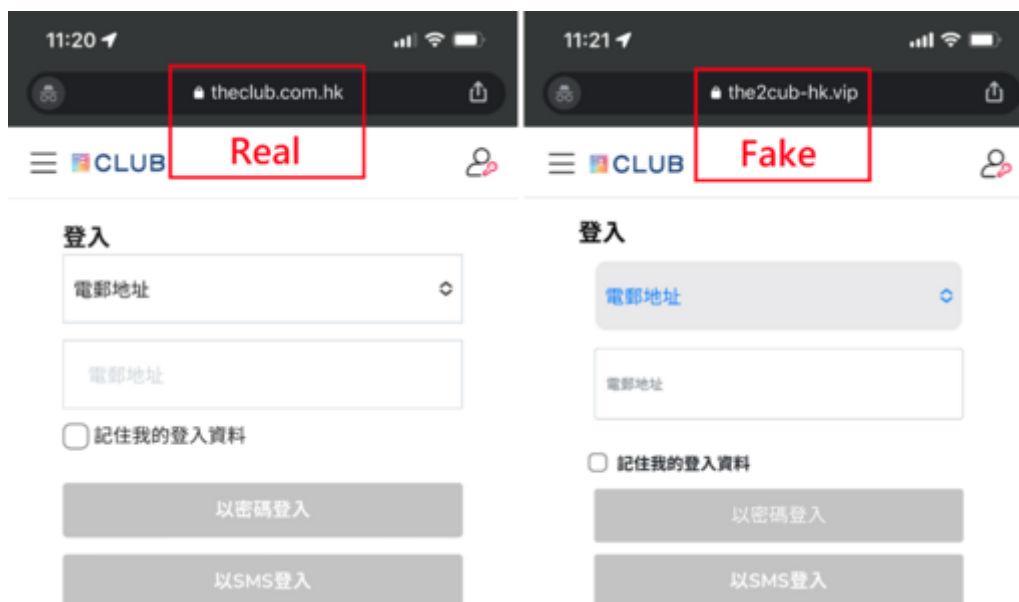 11:20
theclub.com.hk
Real
CLUB
登入
電郵地址
電郵地址
記住我的登入資料
以密碼登入
以SMS登入
11:21
the2cub-hk.vip
Fake
CLUB
登入
電郵地址
電郵地址
記住我的登入資料
以密碼登入
以SMS登入